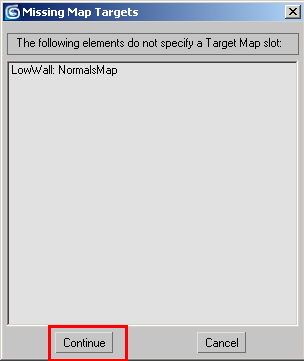 Missing Map Targets
The following elements do not specify a Target Map slot:
LowWall: NormalsMap
Continue
Cancel